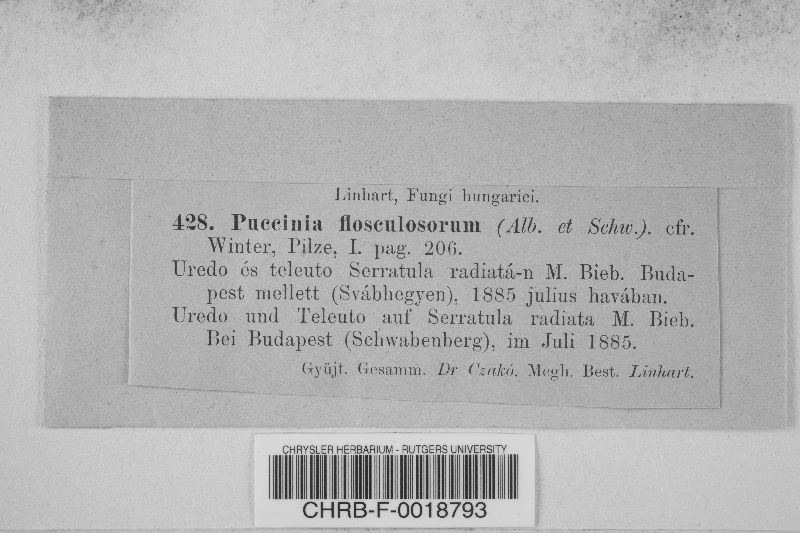 Linhart, Fungi hungarici.
428. Puccinia flosculosorum (Alb. et Schw.). cfr.
Winter, Pilze, I. pag. 206.
Uredo és teleuto Serratula radiatá-n M. Bieb. Buda-
pest mellett (Svábhegyen), 1885 julius havában.
Uredo und Teleuto auf Serratula radiata M. Bieb.
Bei Budapest (Schwabenberg), im Juli 1885.
Gyüjt. Gesamm. Dr Czakó. Megh. Best. Linhart.
CHRYSLER HERBARIUM - RUTGERS UNIVERSITY
CHRB-F-0018793